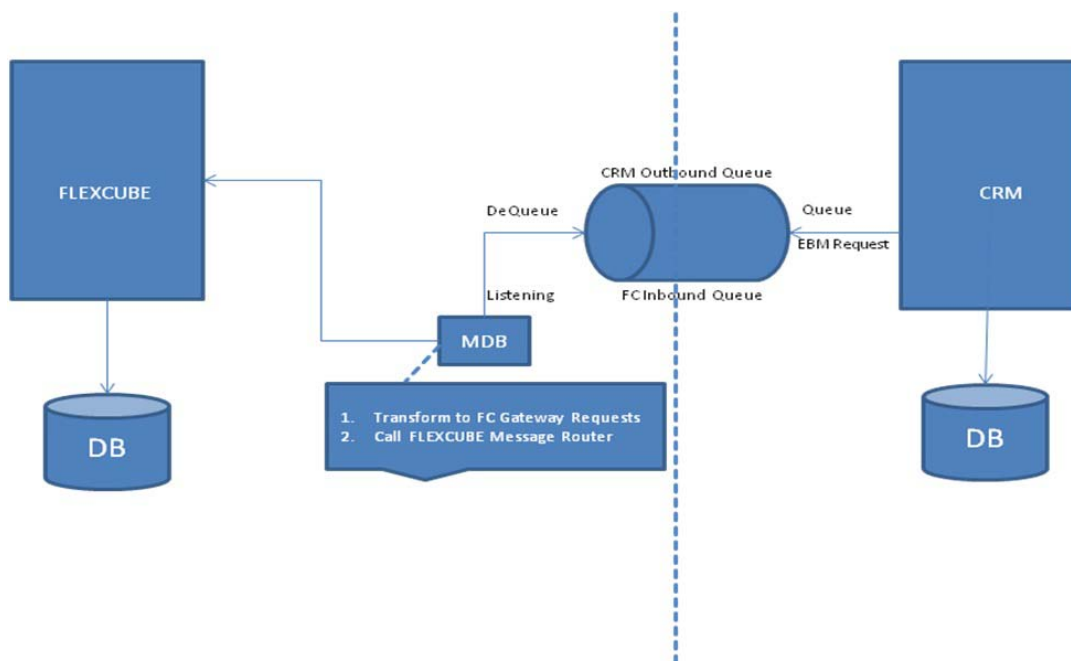 FLEXCUBE
DB
DeQueue
Listening
MDB
1. Transform to FC Gateway Requests
2. Call FLEXCUBE Message Router
CRM Outbound Queue
FC Inbound Queue
Queue
EBM Request
CRM
DB